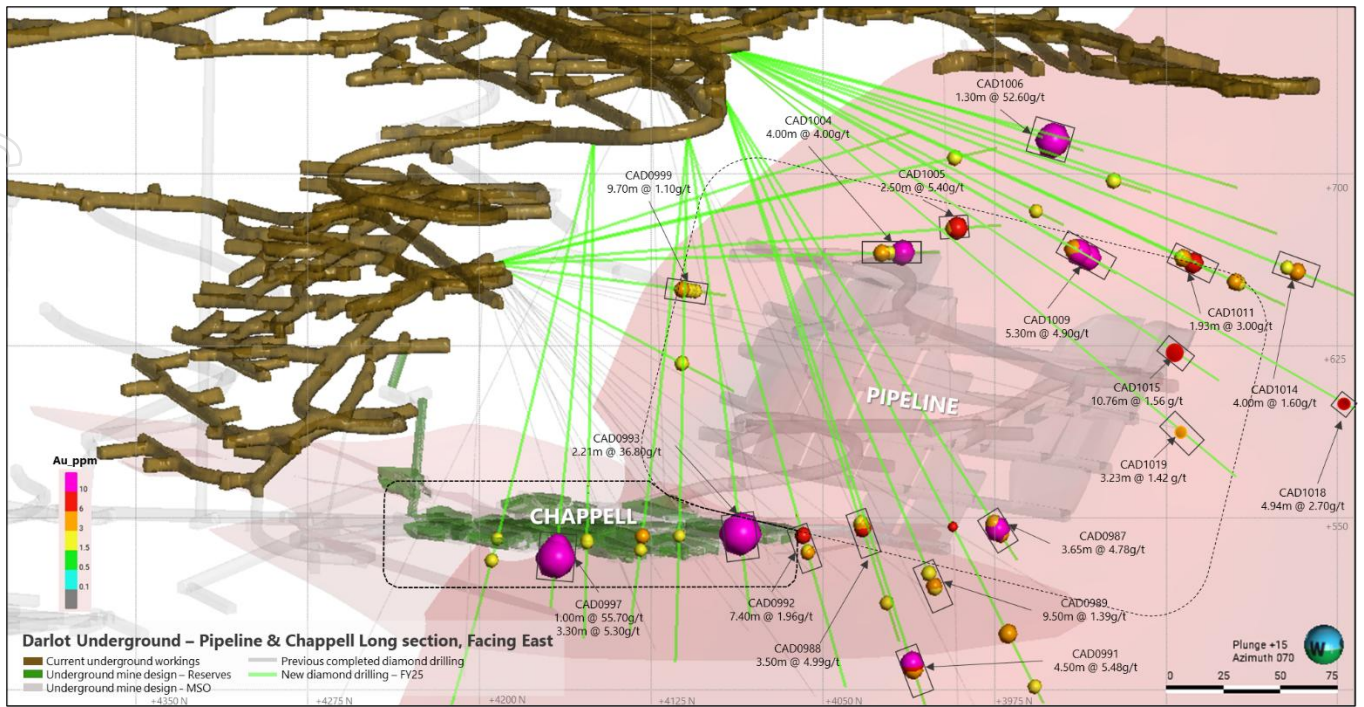 CAD1006
1.30m @ 52.60g/t
CAD1004
4.00m @ 4.00g/t
CAD0999
9.70m @ 1.10g/t
CAD1005
2.50m @ 5.40g/t
+700
CAD1009
5.30m @ 4.90g/t
CAD1011
1.93m @ 3.00g/t
+625
CAD1015
10.76m @ 1.56 g/t
CAD1014
4.00m @ 1.60g/t
PIPELINE
CAD0993
2.21m @ 36.80g/t
CAD1019
3.23m @ 1.42 g/t
CAD1018
4.94m @ 2.70g/t
Au_ppm
10
6
3
1.5
0.5
0.1
CHAPPELL
+550
CAD0987
3.65m @ 4.78g/t
CAD0997
1.00m @ 55.70g/t
3.30m @ 5.30g/t
CAD0992
7.40m @ 1.96g/t
CAD0989
9.50m @ 1.39g/t
CAD0988
3.50m @ 4.99g/t
CAD0991
4.50m @ 5.48g/t
Darlot Underground – Pipeline & Chappell Long section, Facing East
Current underground workings
Previous completed diamond drilling
Underground mine design - Reserves
New diamond drilling – FY25
Underground mine design - MSO
Plunge +15
Azimuth 070
W
0 25 50 75
+4350 N
+4275 N
+4200 N
+4125 N
+4050 N
+3975 N